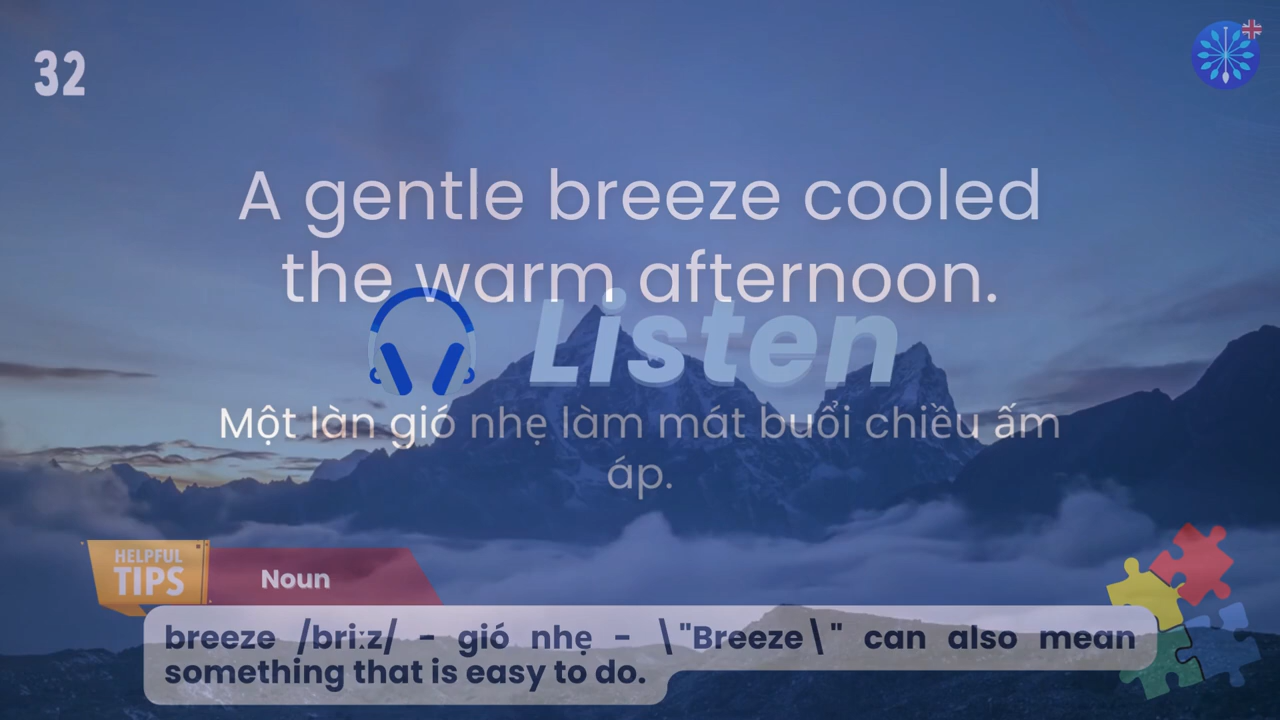 32
A gentle breeze cooled
the warm afternoon.
Listen
Một làn gió nhẹ làm mát buổi chiều ấm
áp.
HELPFUL
TIPS
Noun
breeze /briːz/ - gió nhẹ - \"Breeze\" can also mean
something that is easy to do.